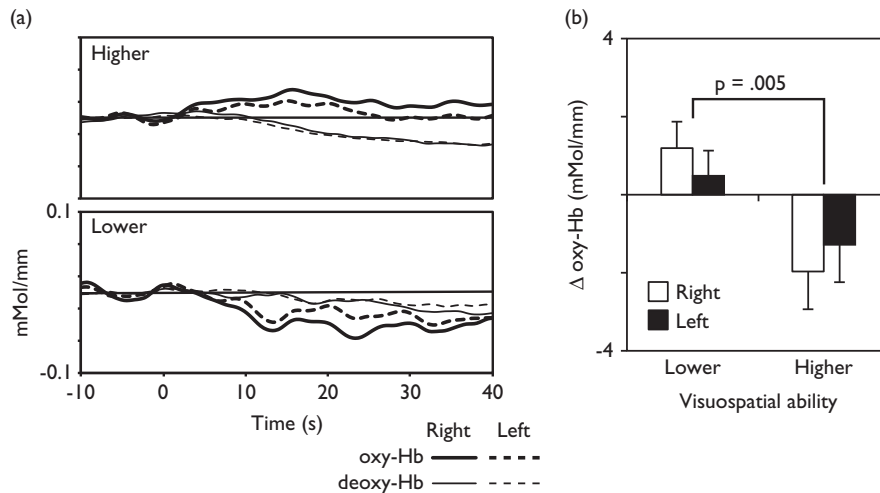 (a)
Higher
0.1
Lower
mMol/mm
-0.1
-10 0 10 20 30 40
Time (s)
Right Left
oxy-Hb
deoxy-Hb
(b)
4
p = .005
Δ oxy-Hb (mMol/mm)
Right
Left
-4
Lower Higher
Visuospatial ability